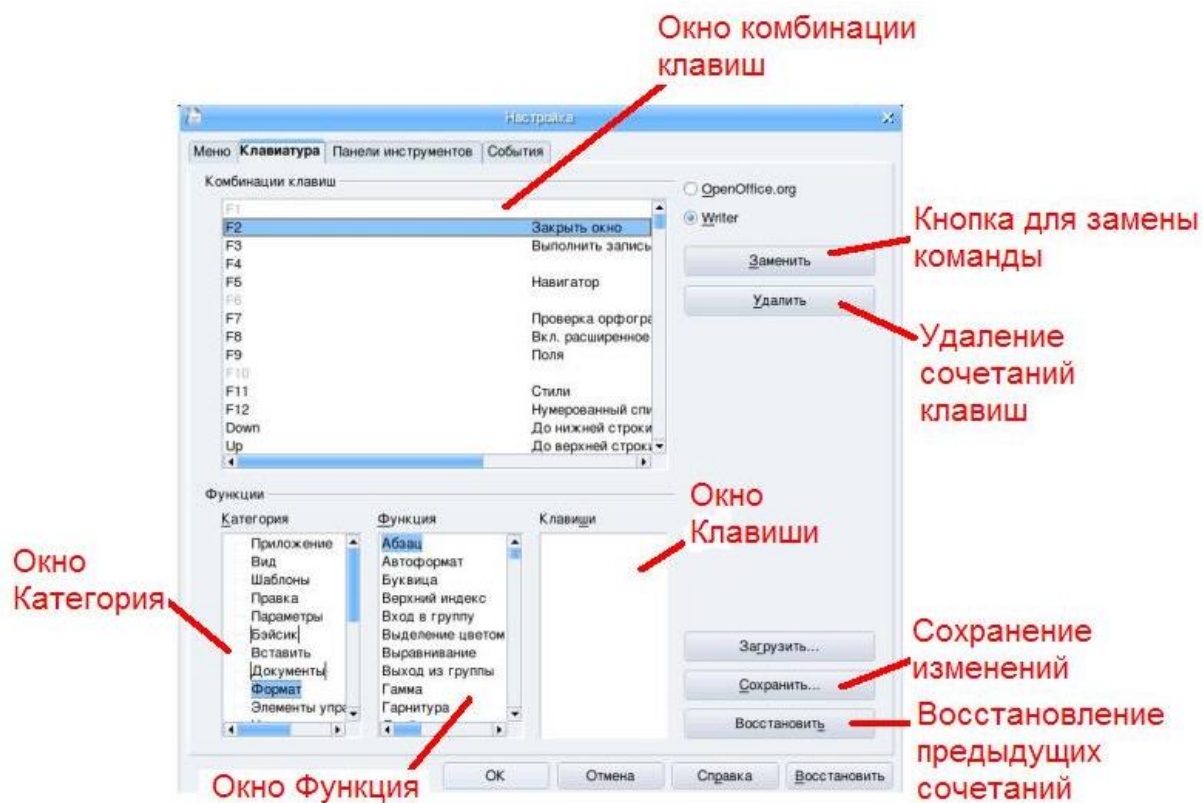 Окно комбинации
клавиш
Настройка
Меню Клавиатура Панели инструментов События
Комбинации клавиш
F1
F2 Закрыть окно
F3 Выполнить запись
F4
F5 Навигатор
F6
F7 Проверка орфогра
F8 Вкл. расширенное
F9 Поля
F10
F11 Стили
F12 Нумерованный спи
Down До нижней строки
Up До верхней строки
OpenOffice.org
Writer
Заменить
Удалить
Кнопка для замены
команды
Удаление
сочетаний
клавиш
Функции
Категория
Приложение
Вид
Шаблоны
Правка
Параметры
Бэйсик
Вставить
Документы
Формат
Элементы упра
Функция
Абзац
Автоформат
Буквица
Верхний индекс
Вход в группу
Выделение цветом
Выравнивание
Выход из группы
Гамма
Гарнитура
Клавиши
Окно
Клавиши
Окно
Категория
Загрузить...
Сохранить...
Восстановить
Сохранение
изменений
Восстановление
предыдущих
сочетаний
Окно Функция
OK Отмена Справка Восстановить